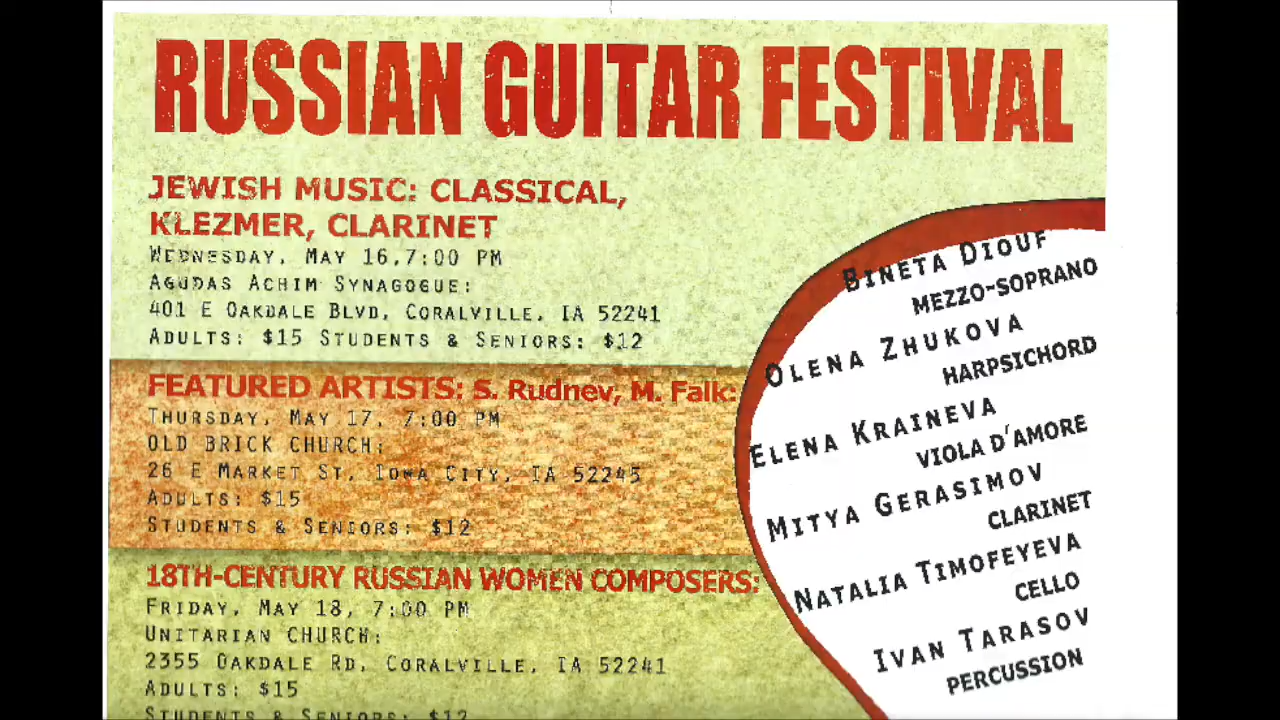 RUSSIAN GUITAR FESTIVAL
JEWISH MUSIC: CLASSICAL,
KLEZMER, CLARINET
WEDNESDAY, MAY 16,7:00 PM
AGUDAS ACHIM SYNAGOGUE:
401 E OAKDALE BLVD, CORALVILLE, IA 52241
ADULTS: $15 STUDENTS & SENIORS: $12
FEATURED ARTISTS: S. Rudnev, M. Falk:
THURSDAY, MAY 17, 7:00 PM
OLD BRICK CHURCH:
26 E MARKET ST, IOWA CITY, IA 52245
ADULTS: $15
STUDENTS & SENIORS: $12
18TH-CENTURY RUSSIAN WOMEN COMPOSERS:
FRIDAY, MAY 18, 7:00 PM
UNITARIAN CHURCH:
2355 OAKDALE RD, CORALVILLE, IA 52241
ADULTS: $15
STUDENTS & SENIORS: $12
BINETA DIOUF
MEZZO-SOPRANO
OLENA ZHUKOVA
HARPSICHORD
ELENA KRAINEVA
VIOLA D'AMORE
MITYA GERASIMOV
CLARINET
NATALIA TIMOFEYEVA
CELLO
IVAN TARASOV
PERCUSSION